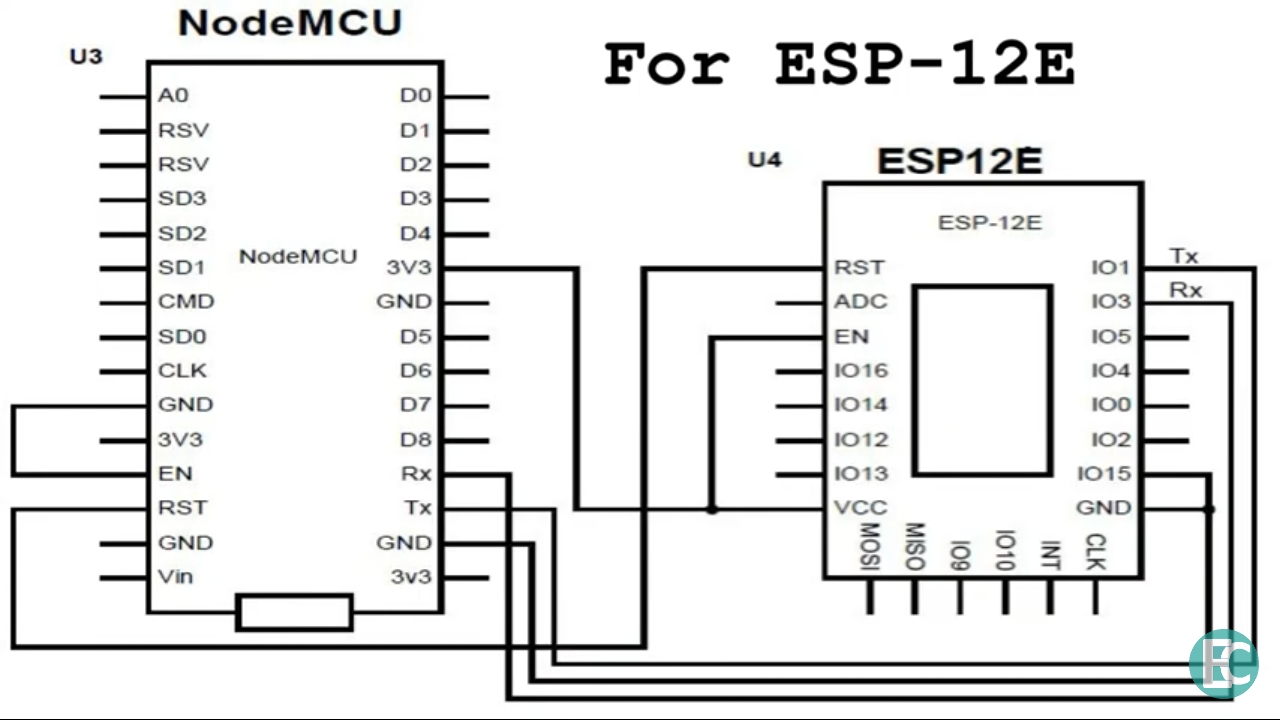 NodeMCU
For ESP-12E
U3
A0
RSV
RSV
SD3
SD2
SD1
CMD
SD0
CLK
GND
3V3
EN
RST
GND
Vin
NodeMCU
D0
D1
D2
D3
D4
3V3
GND
D5
D6
D7
D8
Rx
Tx
GND
3v3
U4
ESP12E
ESP-12E
RST
ADC
EN
IO16
IO14
IO12
IO13
VCC
IO1
IO3
IO5
IO4
IO0
IO2
IO15
GND
Tx
Rx
MOSI
MISO
IO9
IO10
INT
CLK
EC